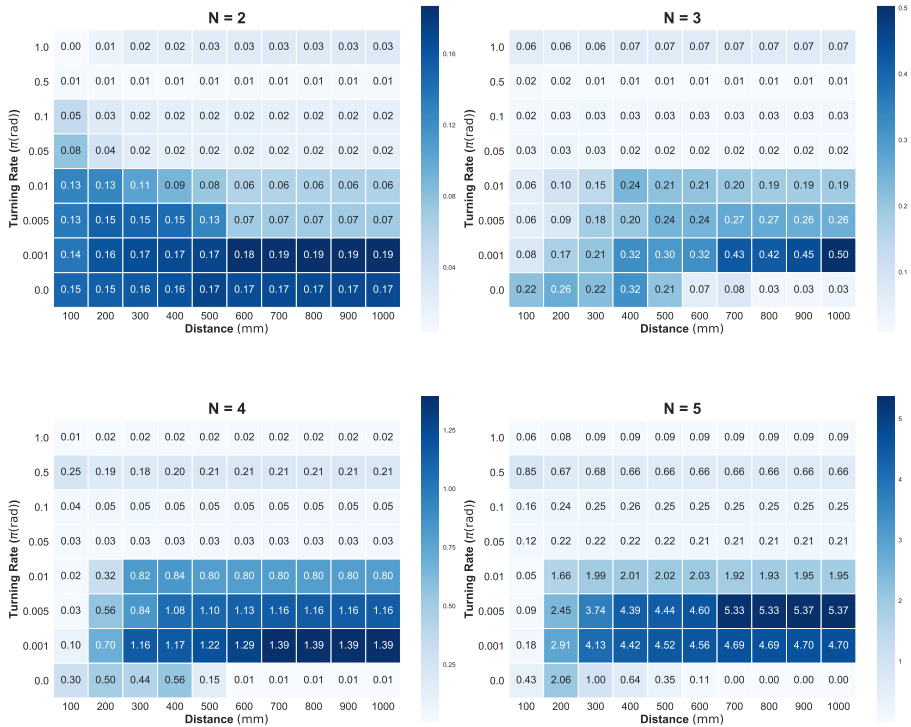 N = 2
1.0 0.00 0.01 0.02 0.02 0.03 0.03 0.03 0.03 0.03 0.03
0.5 0.01 0.01 0.01 0.01 0.01 0.01 0.01 0.01 0.01 0.01
0.1 0.05 0.03 0.02 0.02 0.02 0.02 0.02 0.02 0.02 0.02
0.05 0.08 0.04 0.02 0.02 0.02 0.02 0.02 0.02 0.02 0.02
0.01 0.13 0.13 0.11 0.09 0.08 0.06 0.06 0.06 0.06 0.06
0.005 0.13 0.15 0.15 0.15 0.13 0.07 0.07 0.07 0.07 0.07
0.001 0.14 0.16 0.17 0.17 0.17 0.18 0.19 0.19 0.19 0.19
0.0 0.15 0.15 0.16 0.16 0.17 0.17 0.17 0.17 0.17 0.17
100 200 300 400 500 600 700 800 900 1000
Distance (mm)
Turning Rate (π(rad))
0.16
0.12
0.08
0.04
N = 3
1.0 0.06 0.06 0.06 0.07 0.07 0.07 0.07 0.07 0.07 0.07
0.5 0.02 0.02 0.01 0.01 0.01 0.01 0.01 0.01 0.01 0.01
0.1 0.02 0.03 0.03 0.03 0.03 0.03 0.03 0.03 0.03 0.03
0.05 0.03 0.03 0.02 0.02 0.02 0.02 0.02 0.02 0.02 0.02
0.01 0.06 0.10 0.15 0.24 0.21 0.21 0.20 0.19 0.19 0.19
0.005 0.06 0.09 0.18 0.20 0.24 0.24 0.27 0.27 0.26 0.26
0.001 0.08 0.17 0.21 0.32 0.30 0.32 0.43 0.42 0.45 0.50
0.0 0.22 0.26 0.22 0.32 0.21 0.07 0.08 0.03 0.03 0.03
100 200 300 400 500 600 700 800 900 1000
Distance (mm)
Turning Rate (π(rad))
0.5
0.4
0.3
0.2
0.1
N = 4
1.0 0.01 0.02 0.02 0.02 0.02 0.02 0.02 0.02 0.02 0.02
0.5 0.25 0.19 0.18 0.20 0.21 0.21 0.21 0.21 0.21 0.21
0.1 0.04 0.05 0.05 0.05 0.05 0.05 0.05 0.05 0.05 0.05
0.05 0.03 0.03 0.03 0.03 0.03 0.03 0.03 0.03 0.03 0.03
0.01 0.02 0.32 0.82 0.84 0.80 0.80 0.80 0.80 0.80 0.80
0.005 0.03 0.56 0.84 1.08 1.10 1.13 1.16 1.16 1.16 1.16
0.001 0.10 0.70 1.16 1.17 1.22 1.29 1.39 1.39 1.39 1.39
0.0 0.30 0.50 0.44 0.56 0.15 0.01 0.01 0.01 0.01 0.01
100 200 300 400 500 600 700 800 900 1000
Distance (mm)
Turning Rate (π(rad))
1.25
1.00
0.75
0.50
0.25
N = 5
1.0 0.06 0.08 0.09 0.09 0.09 0.09 0.09 0.09 0.09 0.09
0.5 0.85 0.67 0.68 0.66 0.66 0.66 0.66 0.66 0.66 0.66
0.1 0.16 0.24 0.26 0.25 0.25 0.25 0.25 0.25 0.25 0.25
0.05 0.12 0.22 0.22 0.22 0.22 0.21 0.21 0.21 0.21 0.21
0.01 0.05 1.66 1.99 2.01 2.02 2.03 1.92 1.93 1.95 1.95
0.005 0.09 2.45 3.74 4.39 4.44 4.60 5.33 5.33 5.37 5.37
0.001 0.18 2.91 4.13 4.42 4.52 4.56 4.69 4.69 4.70 4.70
0.0 0.43 2.06 1.00 0.64 0.35 0.11 0.00 0.00 0.00 0.00
100 200 300 400 500 600 700 800 900 1000
Distance (mm)
Turning Rate (π(rad))
5
4
3
2
1